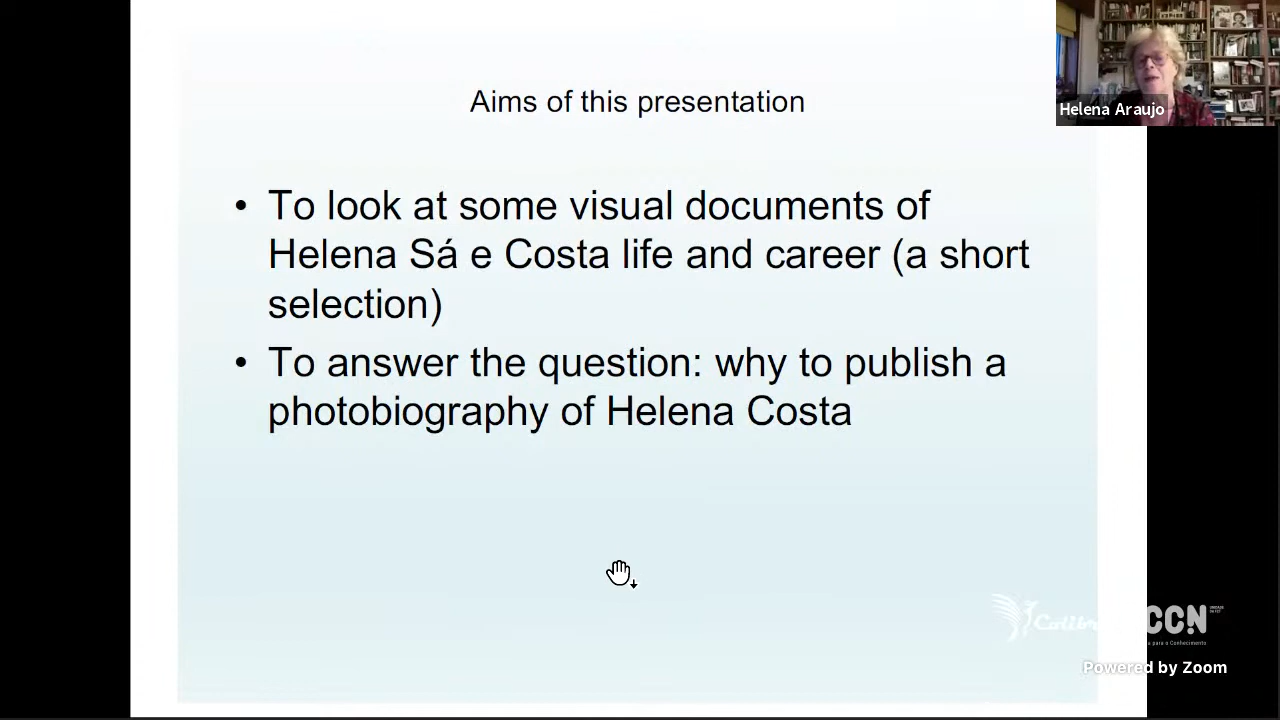 Aims of this presentation
Helena Araujo
• To look at some visual documents of
Helena Sá e Costa life and career (a short
selection)
• To answer the question: why to publish a
photobiography of Helena Costa
CCN
Powered by Zoom